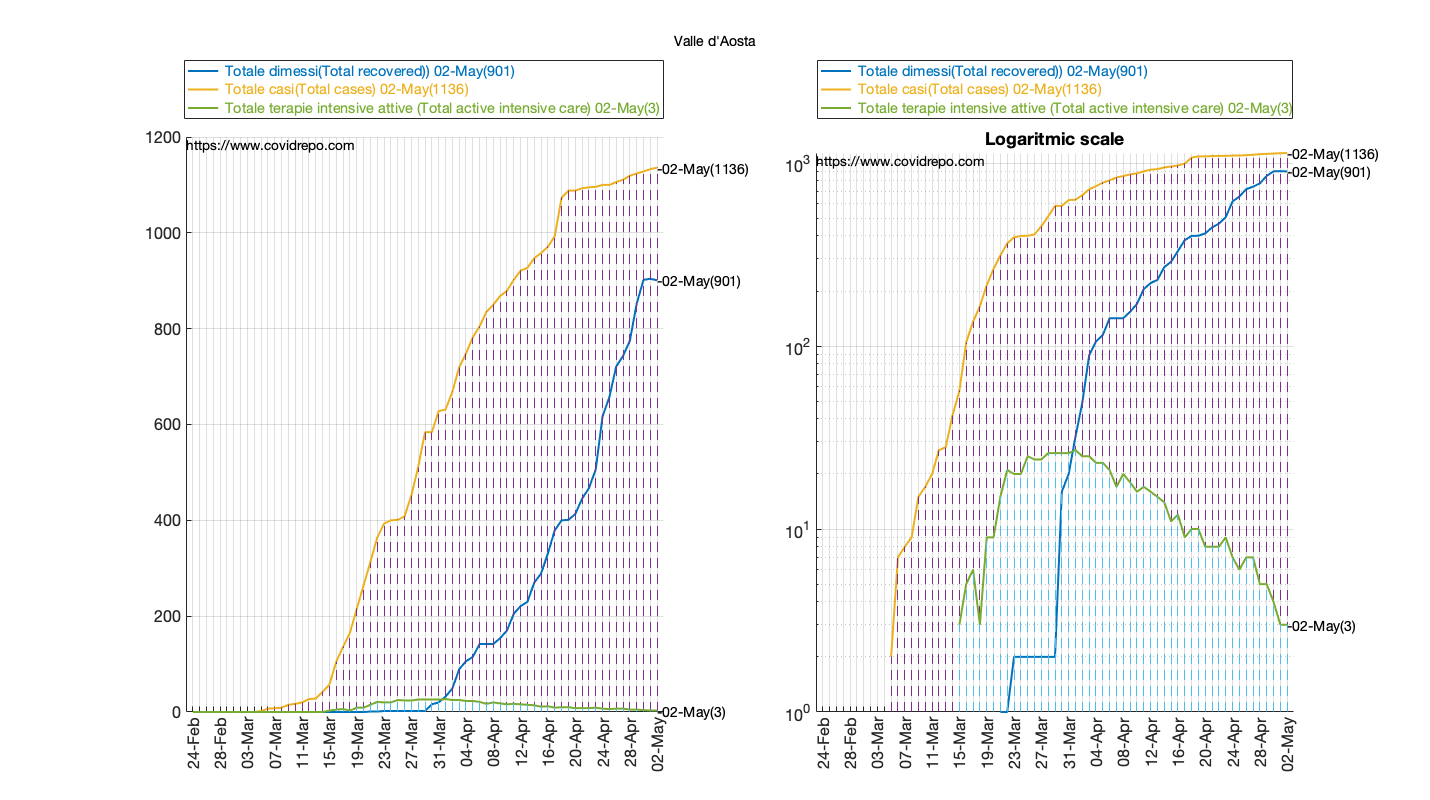 Valle d'Aosta
Totale dimessi(Total recovered)) 02-May(901)
Totale casi(Total cases) 02-May(1136)
Totale terapie intensive attive (Total active intensive care) 02-May(3)
1200
1000
800
600
400
200
0
https://www.covidrepo.com
02-May(1136)
02-May(901)
02-May(3)
24-Feb
28-Feb
03-Mar
07-Mar
11-Mar
15-Mar
19-Mar
23-Mar
27-Mar
31-Mar
04-Apr
08-Apr
12-Apr
16-Apr
20-Apr
24-Apr
28-Apr
02-May
Totale dimessi(Total recovered)) 02-May(901)
Totale casi(Total cases) 02-May(1136)
Totale terapie intensive attive (Total active intensive care) 02-May(3)
Logaritmic scale
10^3
10^2
10^1
10^0
https://www.covidrepo.com
02-May(1136)
02-May(901)
02-May(3)
24-Feb
28-Feb
03-Mar
07-Mar
11-Mar
15-Mar
19-Mar
23-Mar
27-Mar
31-Mar
04-Apr
08-Apr
12-Apr
16-Apr
20-Apr
24-Apr
28-Apr
02-May